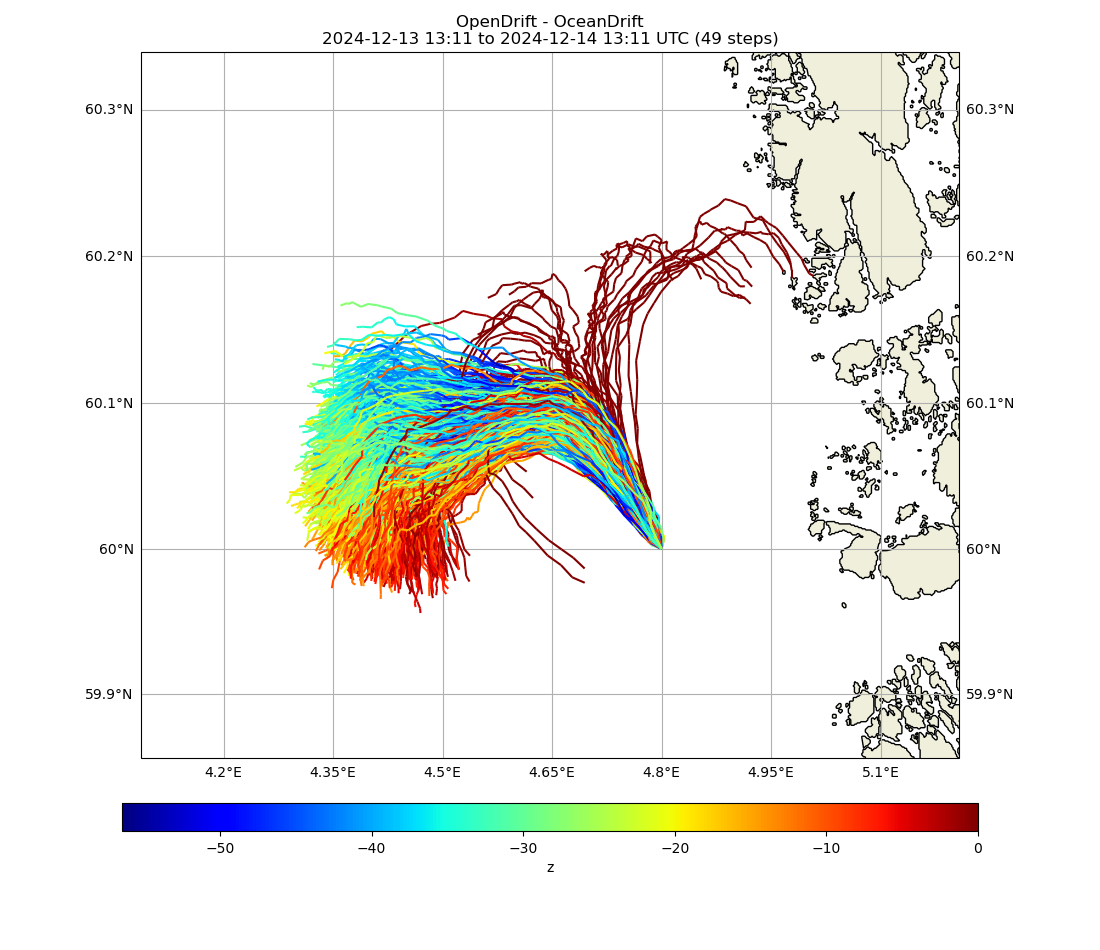 OpenDrift - OceanDrift
2024-12-13 13:11 to 2024-12-14 13:11 UTC (49 steps)
60.3°N 60.3°N
60.2°N 60.2°N
60.1°N 60.1°N
60°N 60°N
59.9°N 59.9°N
4.2°E 4.35°E 4.5°E 4.65°E 4.8°E 4.95°E 5.1°E
−50 −40 −30 −20 −10 0
z